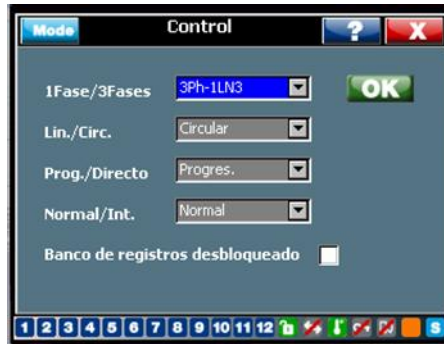 Mode Control ? X
1Fase/3Fases 3Ph-1LN3 OK
Lin./Circ. Circular
Prog./Directo Progres.
Normal/Int. Normal
Banco de registros desbloqueado
1 2 3 4 5 6 7 8 9 10 11 12 S